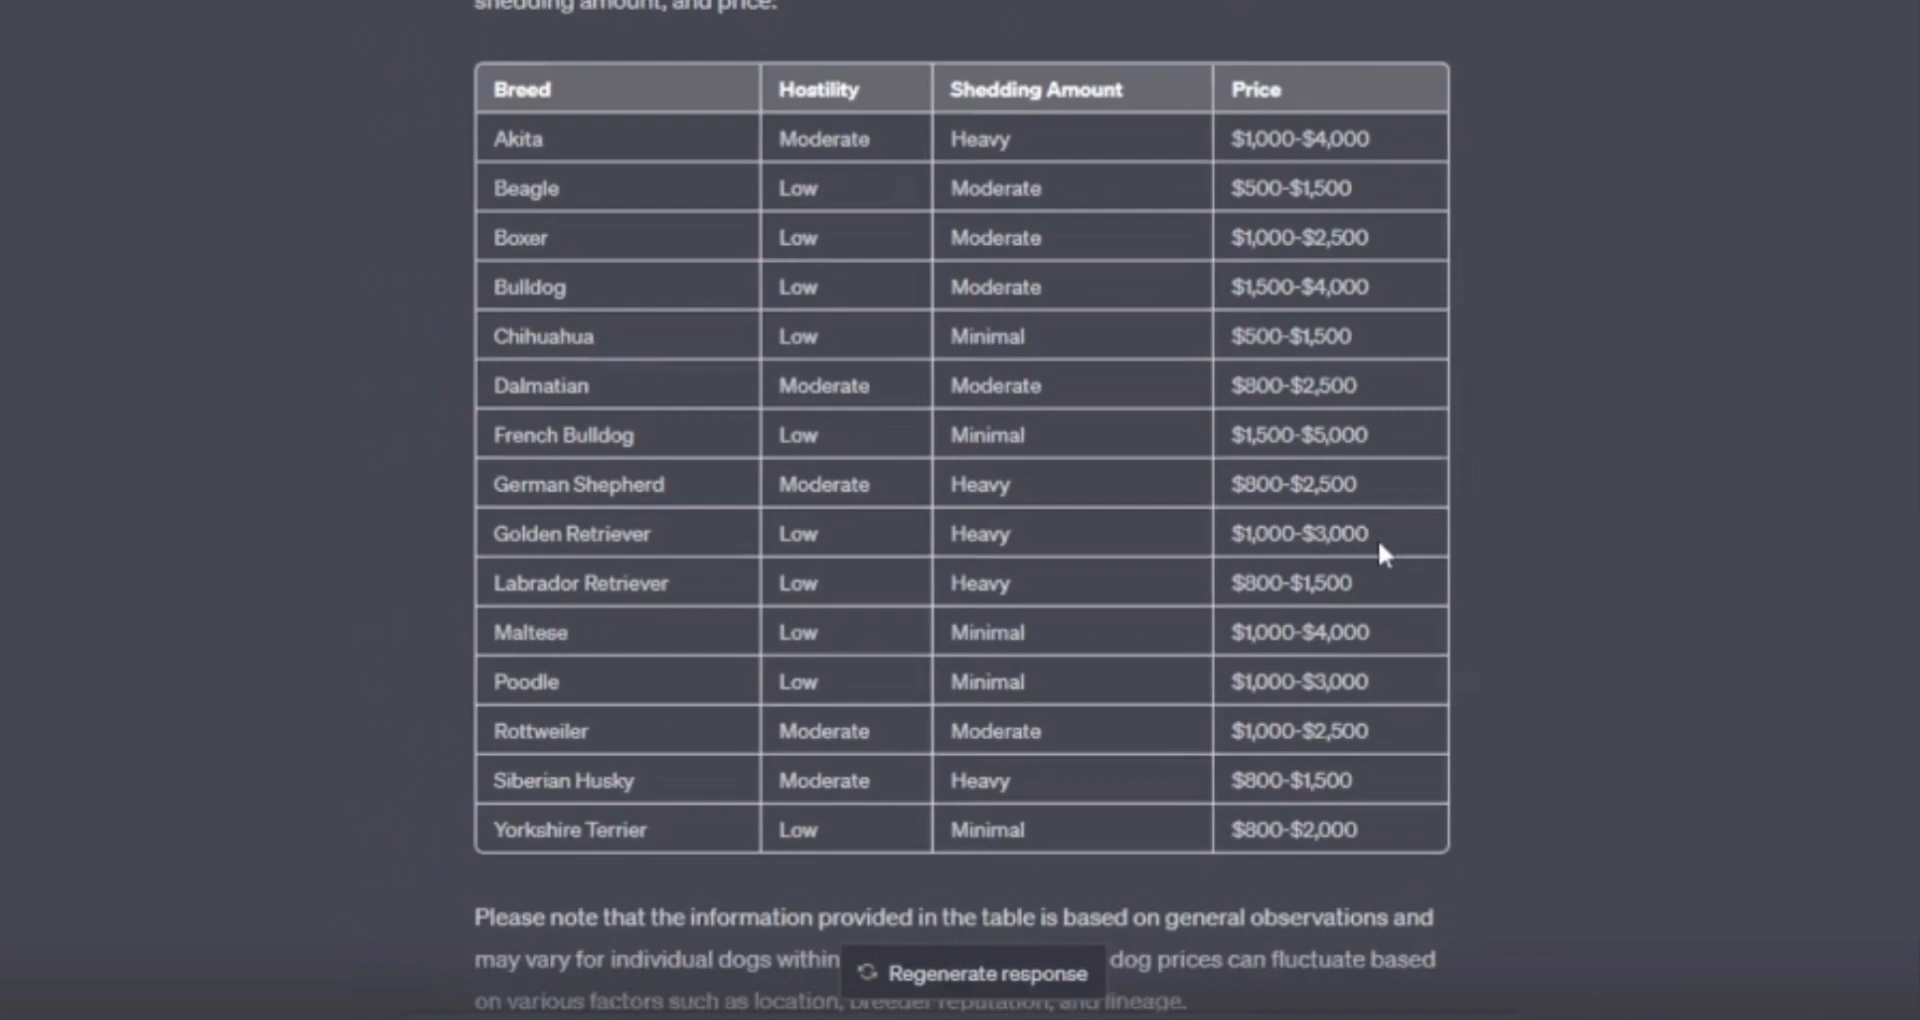 shedding amount, and price:
Breed Hostility Shedding Amount Price
Akita Moderate Heavy $1,000-$4,000
Beagle Low Moderate $500-$1,500
Boxer Low Moderate $1,000-$2,500
Bulldog Low Moderate $1,500-$4,000
Chihuahua Low Minimal $500-$1,500
Dalmatian Moderate Moderate $800-$2,500
French Bulldog Low Minimal $1,500-$5,000
German Shepherd Moderate Heavy $800-$2,500
Golden Retriever Low Heavy $1,000-$3,000
Labrador Retriever Low Heavy $800-$1,500
Maltese Low Minimal $1,000-$4,000
Poodle Low Minimal $1,000-$3,000
Rottweiler Moderate Moderate $1,000-$2,500
Siberian Husky Moderate Heavy $800-$1,500
Yorkshire Terrier Low Minimal $800-$2,000
Please note that the information provided in the table is based on general observations and
may vary for individual dogs within dog prices can fluctuate based
Regenerate response
on various factors such as location, breeder reputation, and lineage.